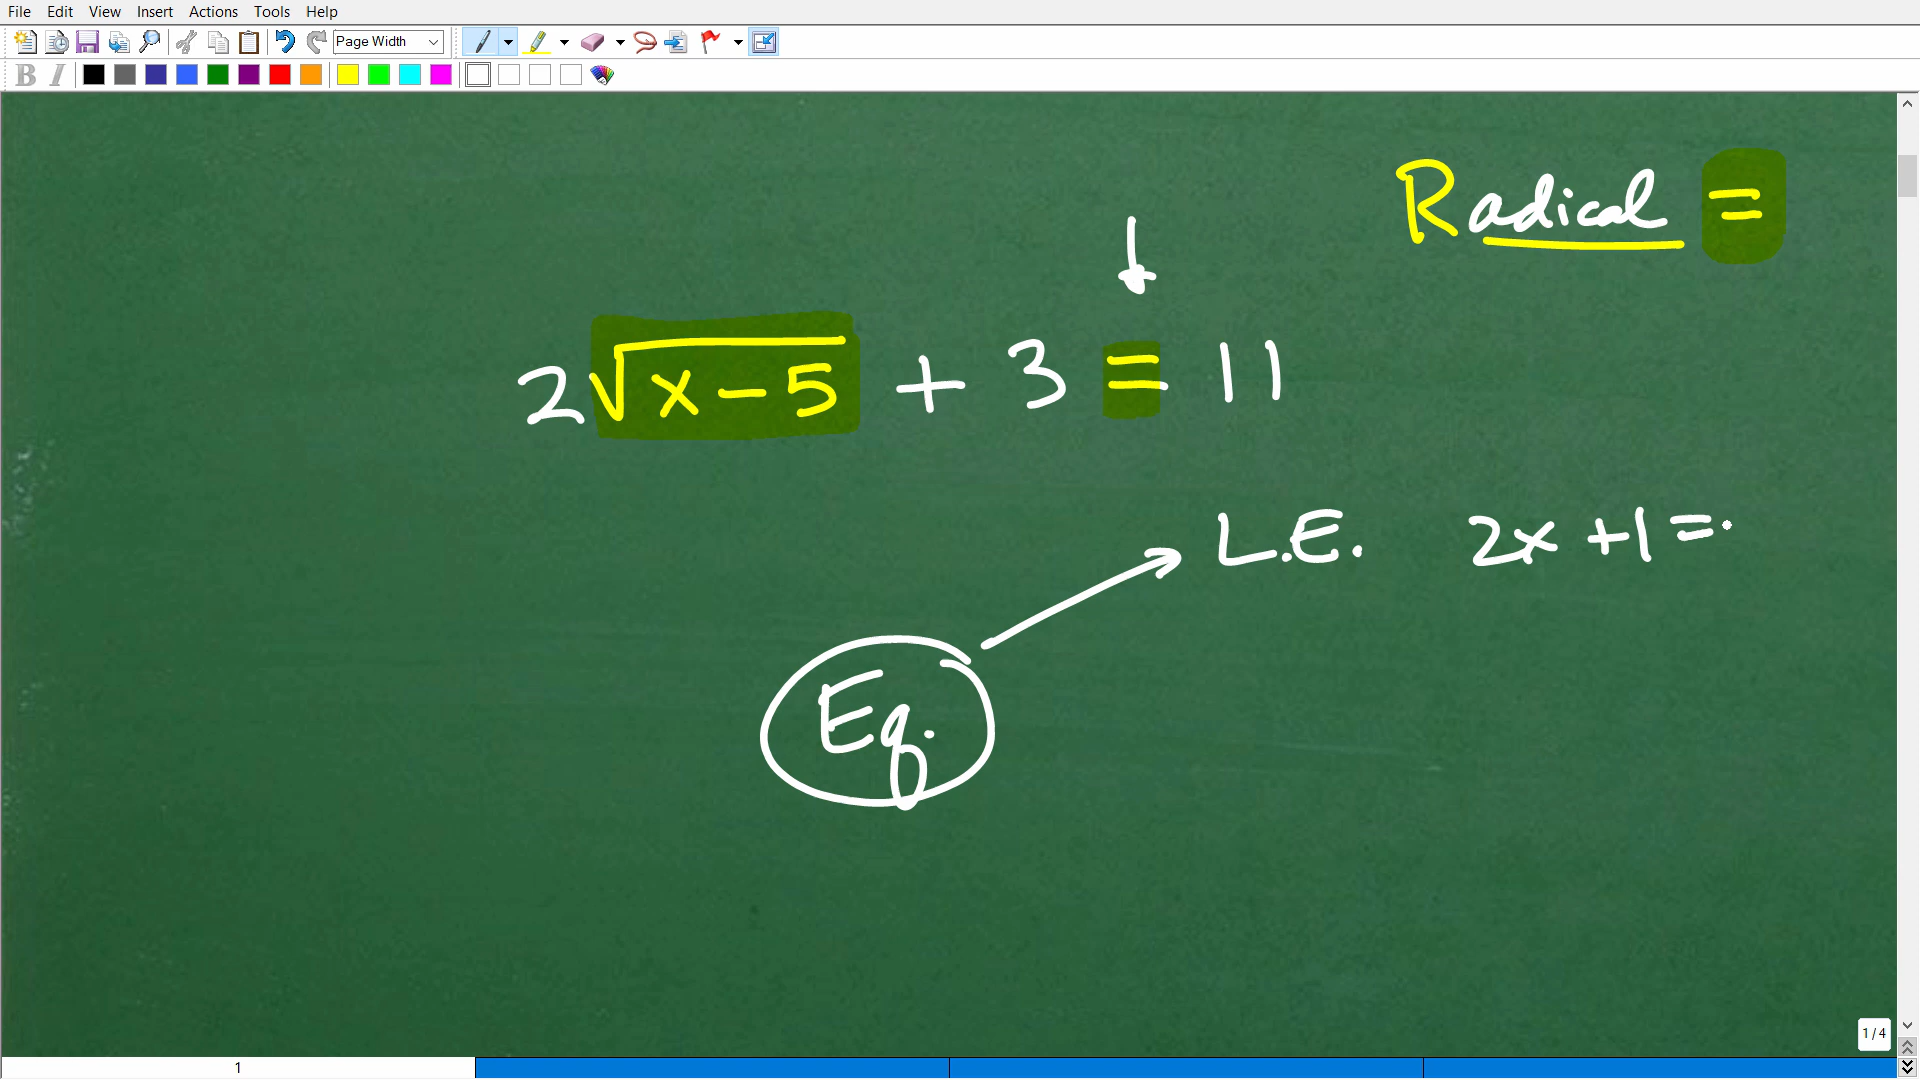 File Edit View Insert Actions Tools Help
Page Width
B I
Radical =
2√x-5 + 3 = 11
L.E. 2x +1 =
Eq.
1 / 4
1